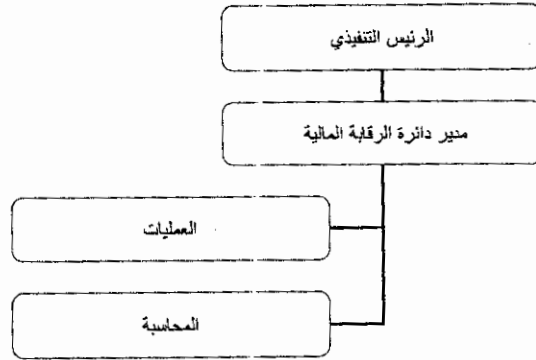 الرئيس التنفيذي
مدير دائرة الرقابة المالية
العمليات
المحاسبة